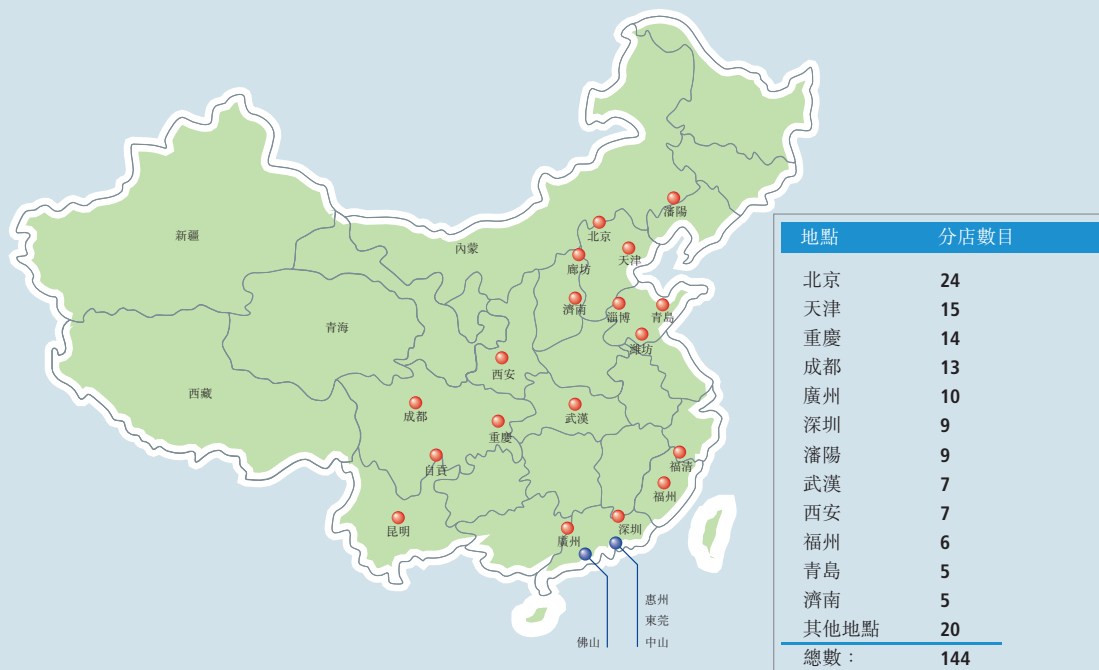 瀋陽
新疆
北京
內蒙
天津
廊坊
濟南
淄博
青島
青海
濰坊
西安
西藏
成都
武漢
重慶
福清
自貢
福州
昆明
深圳
廣州
惠州
東莞
佛山
中山
地點 分店數目
北京 24
天津 15
重慶 14
成都 13
廣州 10
深圳 9
瀋陽 9
武漢 7
西安 7
福州 6
青島 5
濟南 5
其他地點 20
總數： 144